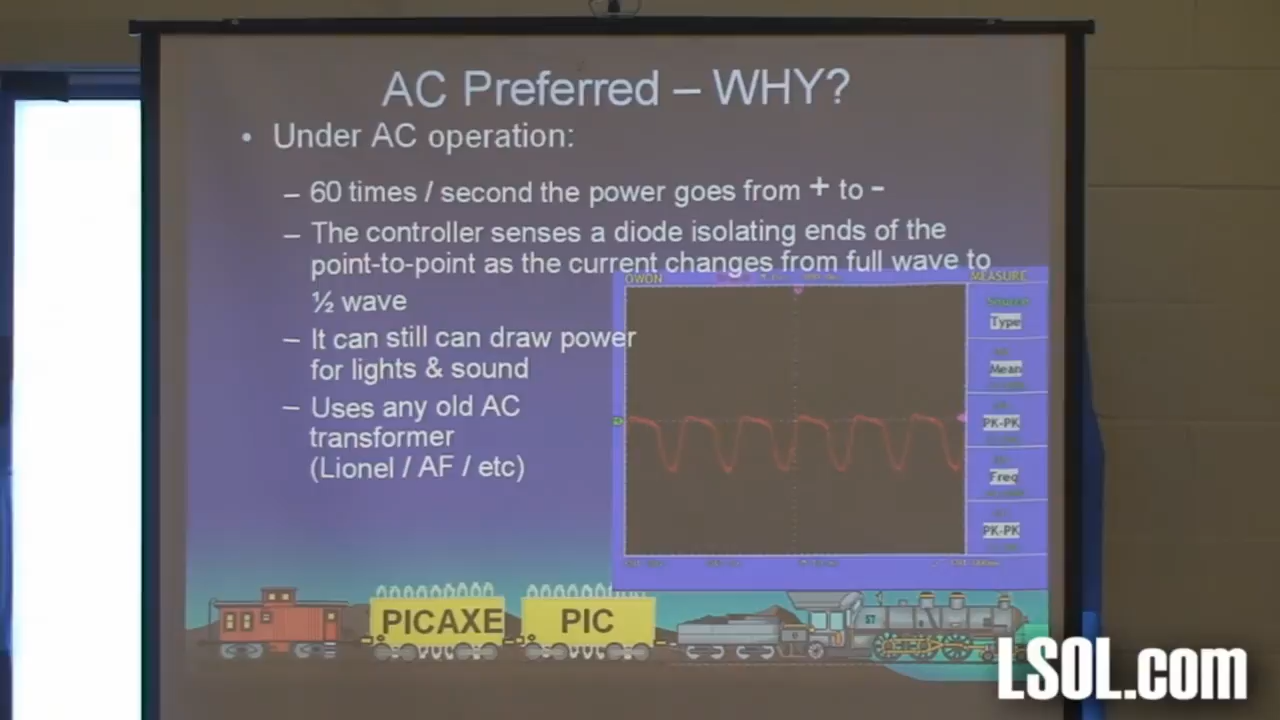 AC Preferred – WHY?
• Under AC operation:
– 60 times / second the power goes from + to -
– The controller senses a diode isolating ends of the
point-to-point as the current changes from full wave to
½ wave
– It can still can draw power
for lights & sound
– Uses any old AC
transformer
(Lionel / AF / etc)
OWON
MEASURE
Source
Type
Mean
PK-PK
Freq
PK-PK
PICAXE
PIC
ST
LSOL.com